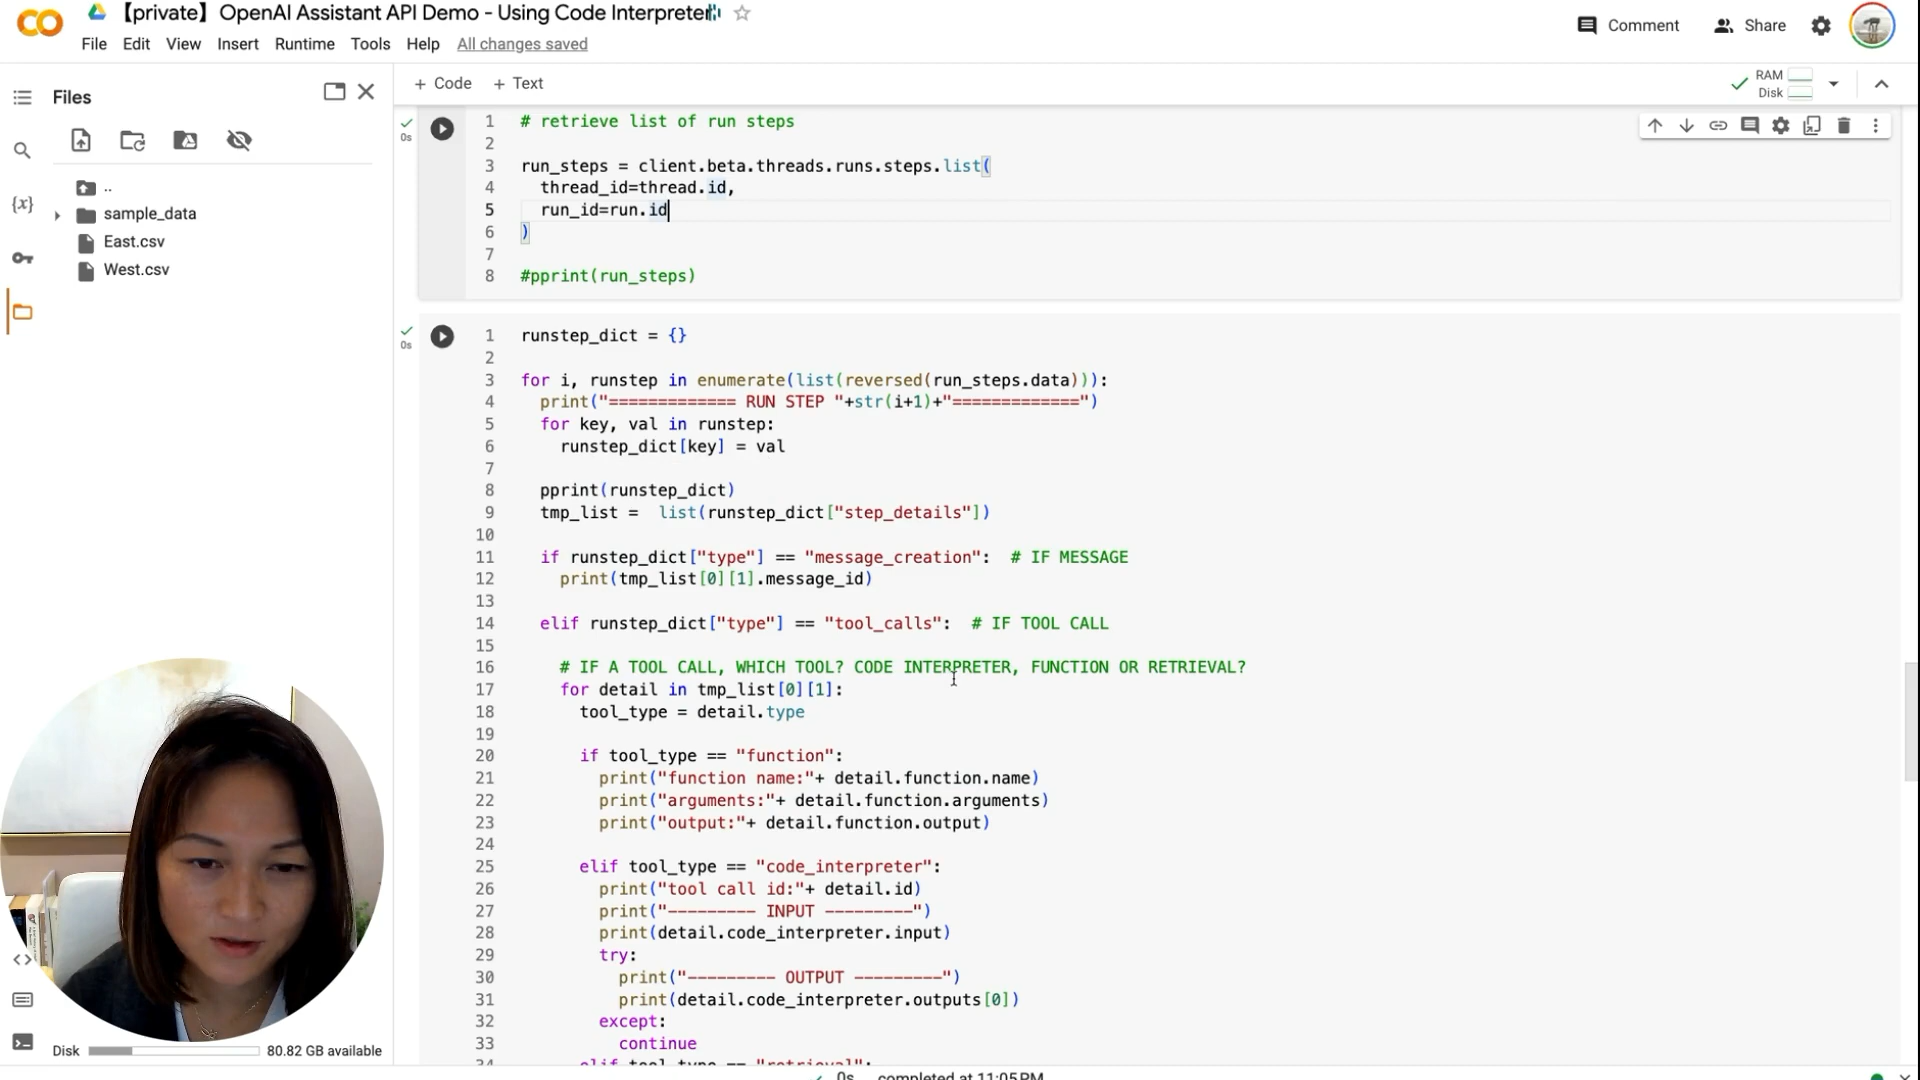 【private】OpenAI Assistant API Demo - Using Code Interpreter
File Edit View Insert Runtime Tools Help All changes saved
Comment
Share
Files
+ Code + Text
RAM
Disk
..
sample_data
East.csv
West.csv
{x}
0s
1 # retrieve list of run steps
2
3 run_steps = client.beta.threads.runs.steps.list(
4 thread_id=thread.id,
5 run_id=run.id
6 )
7
8 #pprint(run_steps)
0s
1 runstep_dict = {}
2
3 for i, runstep in enumerate(list(reversed(run_steps.data))):
4 print("============= RUN STEP "+str(i+1)+"=============")
5 for key, val in runstep:
6 runstep_dict[key] = val
7
8 pprint(runstep_dict)
9 tmp_list =  list(runstep_dict["step_details"])
10
11 if runstep_dict["type"] == "message_creation":  # IF MESSAGE
12 print(tmp_list[0][1].message_id)
13
14 elif runstep_dict["type"] == "tool_calls":  # IF TOOL CALL
15
16 # IF A TOOL CALL, WHICH TOOL? CODE INTERPRETER, FUNCTION OR RETRIEVAL?
17 for detail in tmp_list[0][1]:
18 tool_type = detail.type
19
20 if tool_type == "function":
21 print("function name:"+ detail.function.name)
22 print("arguments:"+ detail.function.arguments)
23 print("output:"+ detail.function.output)
24
25 elif tool_type == "code_interpreter":
26 print("tool call id:"+ detail.id)
27 print("--------- INPUT ---------")
28 print(detail.code_interpreter.input)
29 try:
30 print("--------- OUTPUT ---------")
31 print(detail.code_interpreter.outputs[0])
32 except:
33 continue
34 elif tool_type == "retrieval":
Disk 80.82 GB available
0s completed at 11:05 PM